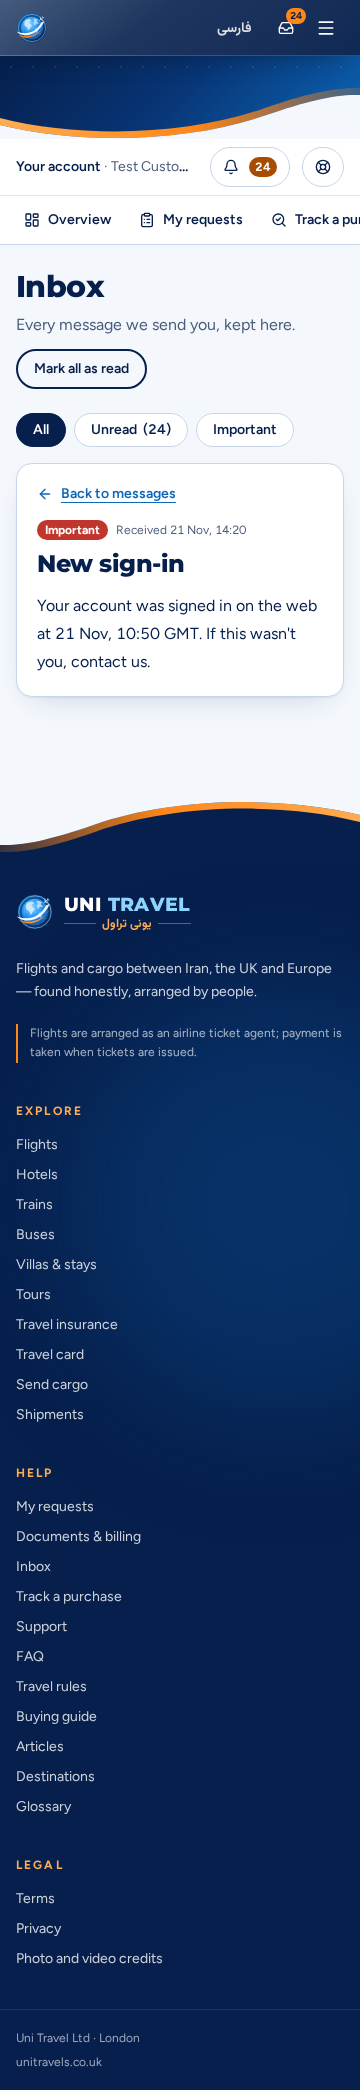 فارسی
24
Your account · Test Custo...
24
Overview
My requests
Track a pu
Inbox
Every message we send you, kept here.
Mark all as read
All
Unread (24)
Important
Back to messages
Important
Received 21 Nov, 14:20
New sign-in
Your account was signed in on the web
at 21 Nov, 10:50 GMT. If this wasn't
you, contact us.
UNI TRAVEL
یونی تراول
Flights and cargo between Iran, the UK and Europe
— found honestly, arranged by people.
Flights are arranged as an airline ticket agent; payment is
taken when tickets are issued.
EXPLORE
Flights
Hotels
Trains
Buses
Villas & stays
Tours
Travel insurance
Travel card
Send cargo
Shipments
HELP
My requests
Documents & billing
Inbox
Track a purchase
Support
FAQ
Travel rules
Buying guide
Articles
Destinations
Glossary
LEGAL
Terms
Privacy
Photo and video credits
Uni Travel Ltd · London
unitravels.co.uk